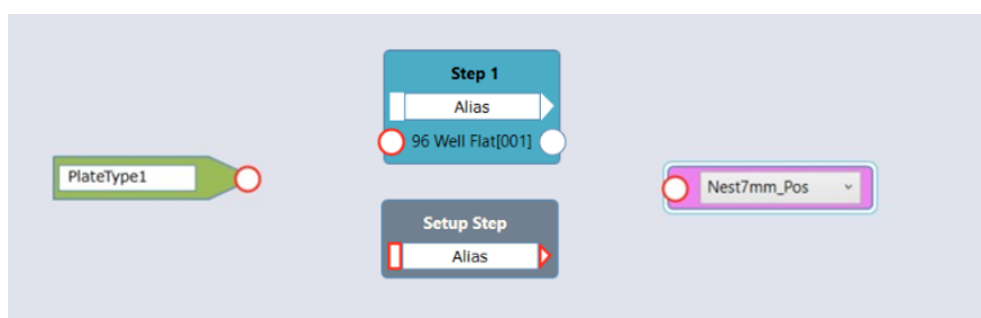 PlateType1
Step 1
Alias
96 Well Flat[001]
Setup Step
Alias
Nest7mm_Pos